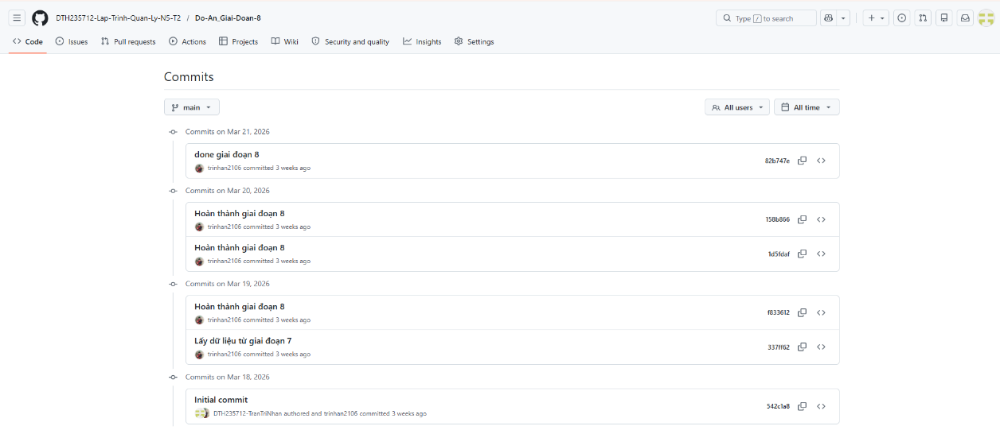 DTH235712-Lap-Trinh-Quan-Ly-N5-T2 / Do-An_Giai-Doan-8
Type / to search
Code Issues Pull requests Actions Projects Wiki Security and quality Insights Settings
Commits
main All users All time
Commits on Mar 21, 2026
done giai đoạn 8
82b747e
trinhan2106 committed 3 weeks ago
Commits on Mar 20, 2026
Hoàn thành giai đoạn 8
158b866
trinhan2106 committed 3 weeks ago
Hoàn thành giai đoạn 8
1d5fdaf
trinhan2106 committed 3 weeks ago
Commits on Mar 19, 2026
Hoàn thành giai đoạn 8
f833612
trinhan2106 committed 3 weeks ago
Lấy dữ liệu từ giai đoạn 7
337ff62
trinhan2106 committed 3 weeks ago
Commits on Mar 18, 2026
Initial commit
542c1a8
DTH235712-TranTriNhan authored and trinhan2106 committed 3 weeks ago